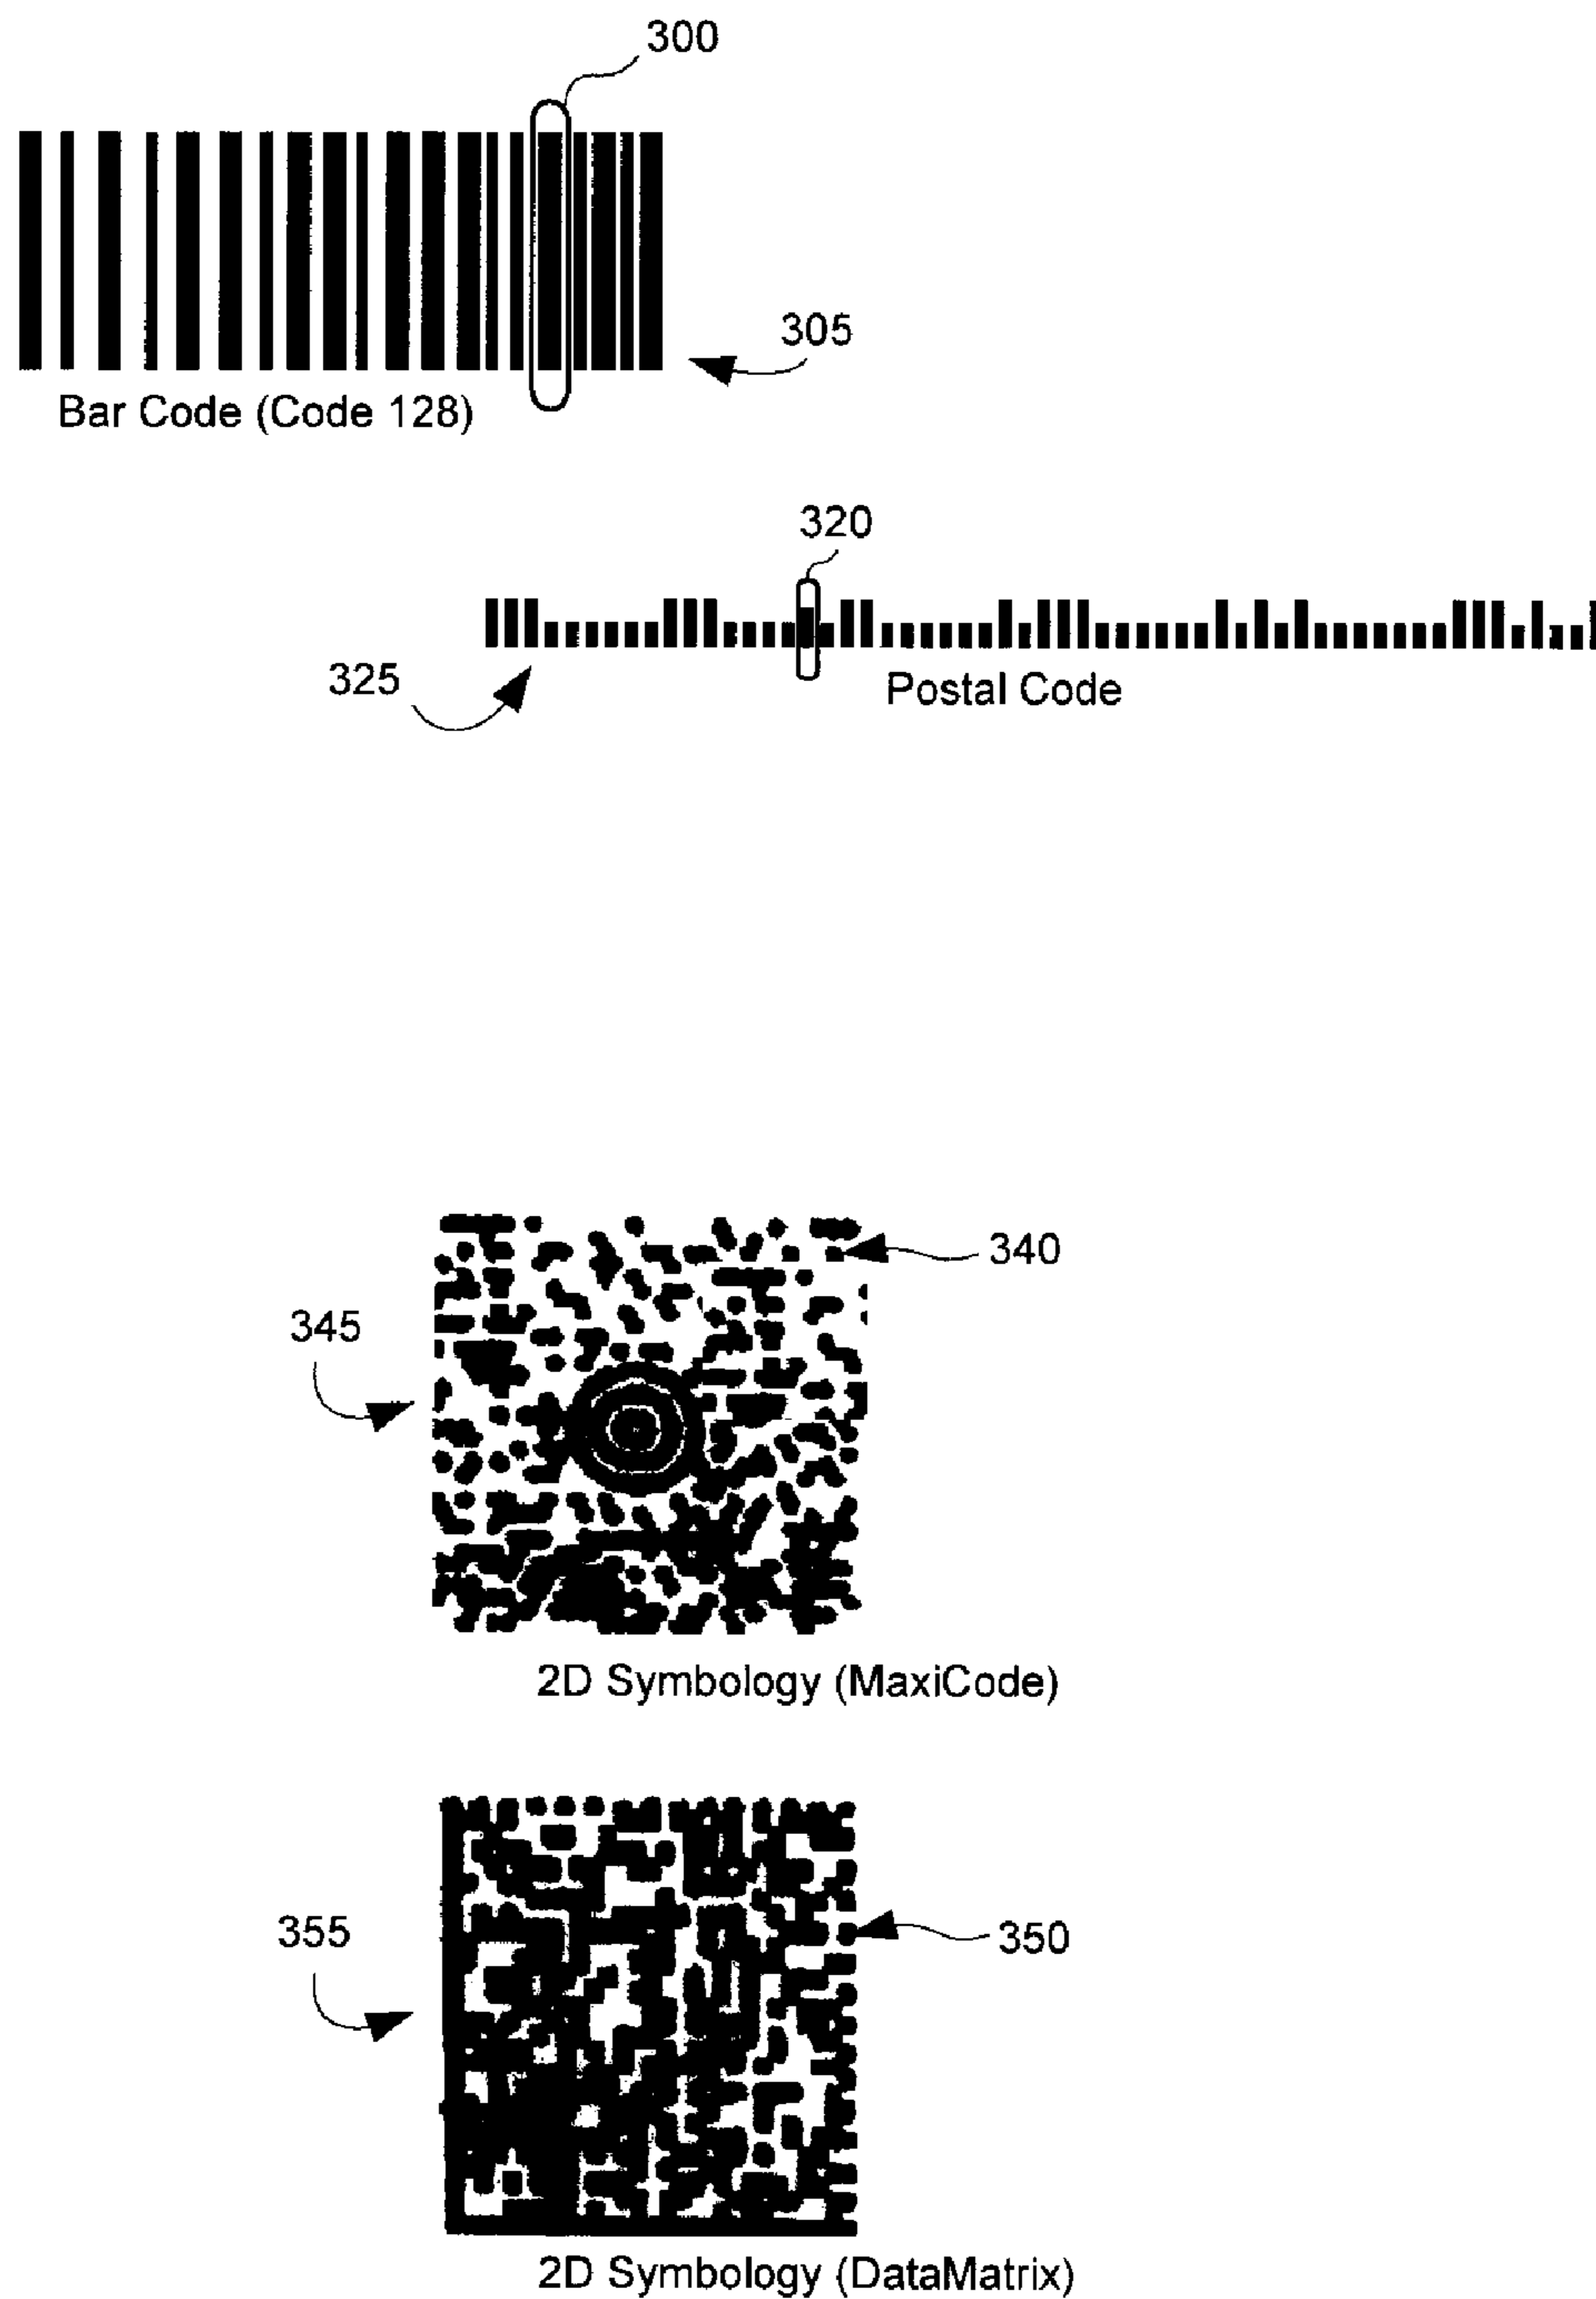 300
305
Bar Code (Code 128)
320
325
Postal Code
340
345
2D Symbology (MaxiCode)
355
350
2D Symbology (DataMatrix)